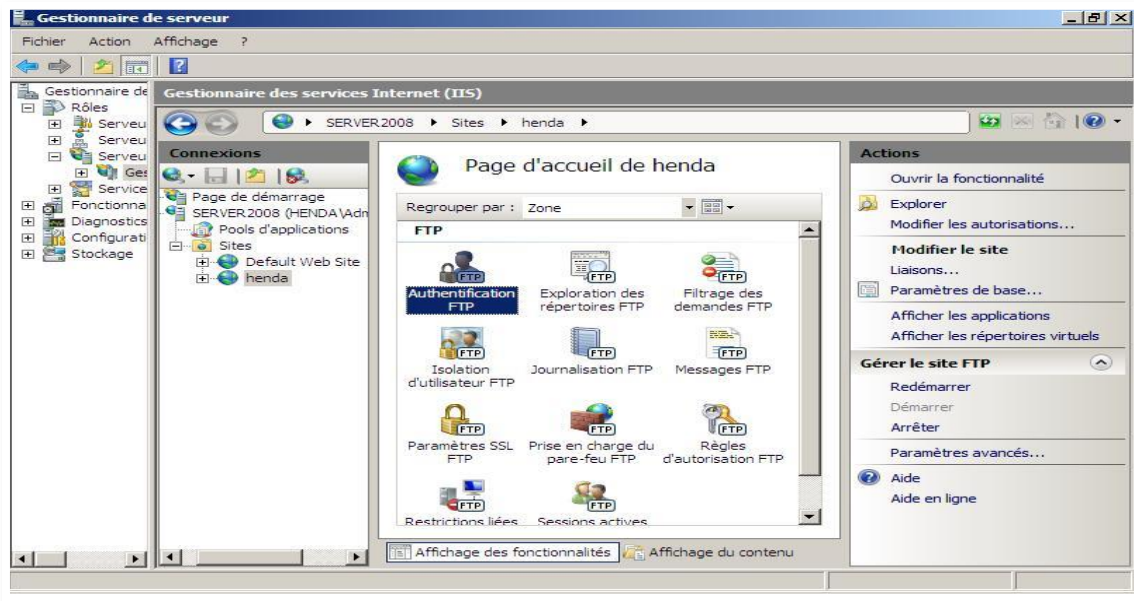 Gestionnaire de serveur
Fichier Action Affichage ?
Gestionnaire de
Rôles
Serveu
Serveu
Serveu
Ges
Service
Fonctionna
Diagnostics
Configurati
Stockage
Gestionnaire des services Internet (IIS)
SERVER2008 Sites henda
Connexions
Page de démarrage
SERVER2008 (HENDA\Adn
Pools d'applications
Sites
Default Web Site
henda
Page d'accueil de henda
Regrouper par : Zone
FTP
Authentification FTP
Exploration des répertoires FTP
Filtrage des demandes FTP
Isolation d'utilisateur FTP
Journalisation FTP
Messages FTP
Paramètres SSL FTP
Prise en charge du pare-feu FTP
Règles d'autorisation FTP
Restrictions liées
Sessions actives
Affichage des fonctionnalités Affichage du contenu
Actions
Ouvrir la fonctionnalité
Explorer
Modifier les autorisations...
Modifier le site
Liaisons...
Paramètres de base...
Afficher les applications
Afficher les répertoires virtuels
Gérer le site FTP
Redémarrer
Démarrer
Arrêter
Paramètres avancés...
Aide
Aide en ligne